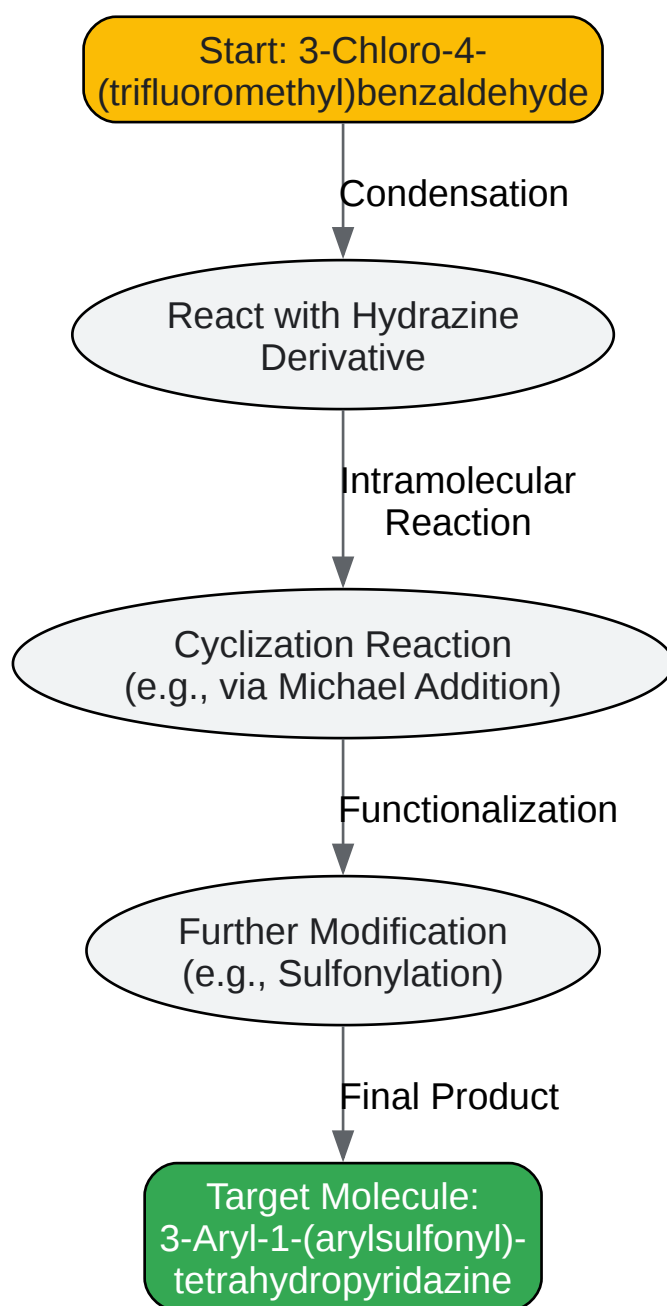 Start: 3-Chloro-4-
(trifluoromethyl)benzaldehyde
Condensation
React with Hydrazine
Derivative
Intramolecular
Reaction
Cyclization Reaction
(e.g., via Michael Addition)
Functionalization
Further Modification
(e.g., Sulfonylation)
Final Product
Target Molecule:
3-Aryl-1-(arylsulfonyl)-
tetrahydropyridazine